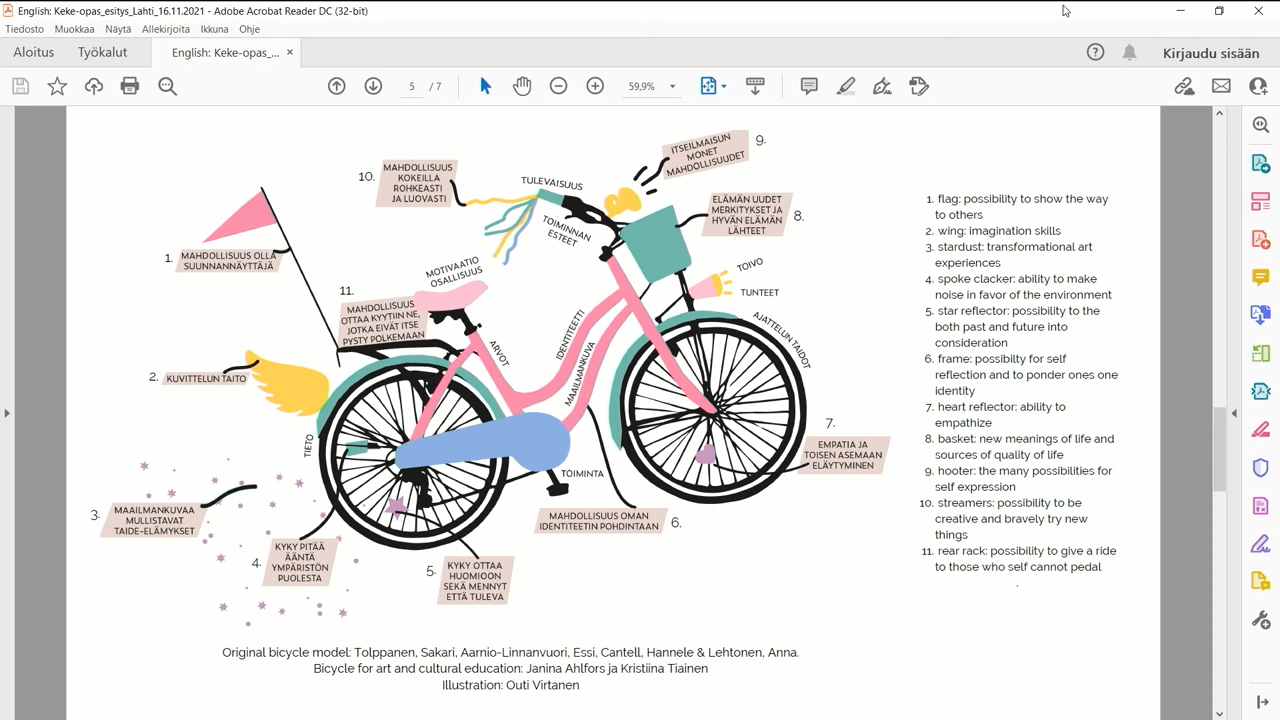 English: Keke-opas_esitys_Lahti_16.11.2021 - Adobe Acrobat Reader DC (32-bit)
Tiedosto Muokkaa Näytä Allekirjoita Ikkuna Ohje
Aloitus Työkalut English: Keke-opas_... × Kirjaudu sisään
5 / 7 59,9%
9. ITSEILMAISUN
MONET
MAHDOLLISUUDET
10. MAHDOLLISUUS
KOKEILLA
ROHKEASTI
JA LUOVASTI
TULEVAISUUS
TOIMINNAN
ESTEET
8. ELÄMÄN UUDET
MERKITYKSET JA
HYVÄN ELÄMÄN
LÄHTEET
1. MAHDOLLISUUS OLLA
SUUNNANNÄYTTÄJÄ
MOTIVAATIO
OSALLISUUS
TOIVO
TUNTEET
11. MAHDOLLISUUS
OTTAA KYYTIIN NE,
JOTKA EIVÄT ITSE
PYSTY POLKEMAAN
ARVOT
IDENTITEETTI
MAAILMANKUVA
AJATTELUN TAIDOT
2. KUVITTELUN TAITO
TIETO
7. EMPATIA JA
TOISEN ASEMAAN
ELÄYTYMINEN
TOIMINTA
3. MAAILMANKUVAA
MULLISTAVAT
TAIDE-ELÄMYKSET
6. MAHDOLLISUUS OMAN
IDENTITEETIN POHDINTAAN
4. KYKY PITÄÄ
ÄÄNTÄ
YMPÄRISTÖN
PUOLESTA
5. KYKY OTTAA
HUOMIOON
SEKÄ MENNYT
ETTÄ TULEVA
1. flag: possibility to show the way
to others
2. wing: imagination skills
3. stardust: transformational art
experiences
4. spoke clacker: ability to make
noise in favor of the environment
5. star reflector: possibility to the
both past and future into
consideration
6. frame: possibilty for self
reflection and to ponder ones one
identity
7. heart reflector: ability to
empathize
8. basket: new meanings of life and
sources of quality of life
9. hooter: the many possibilities for
self expression
10. streamers: possibility to be
creative and bravely try new
things
11. rear rack: possibility to give a ride
to those who self cannot pedal
.
Original bicycle model: Tolppanen, Sakari, Aarnio-Linnanvuori, Essi, Cantell, Hannele & Lehtonen, Anna.
Bicycle for art and cultural education: Janina Ahlfors ja Kristiina Tiainen
Illustration: Outi Virtanen